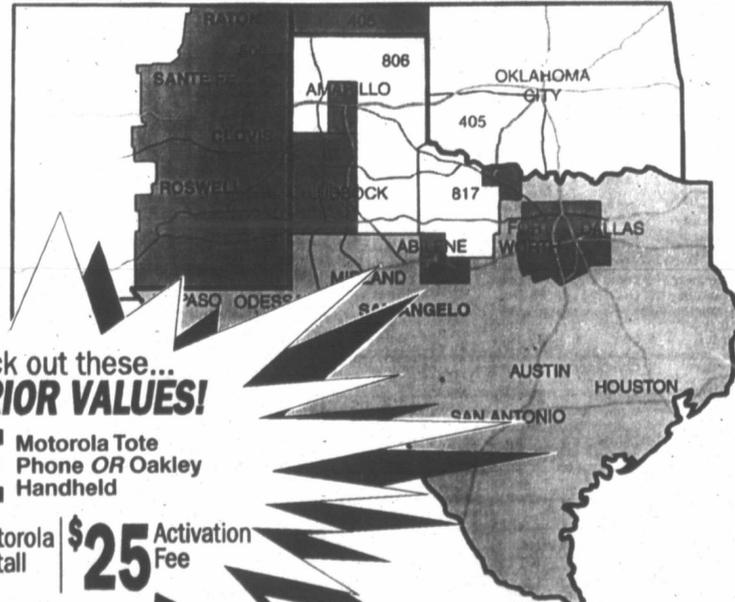 RATON
405
806
SANTE FE
AMARILLO
OKLAHOMA
CITY
405
CLOVIS
ROSWELL
LUBBOCK
817
FORT
DALLAS
ABILENE
WORTH
MIDLAND
PASO
ODESSA
SAN ANGELO
ck out these...
RIOR VALUES!
AUSTIN
HOUSTON
SAN ANTONIO
Motorola Tote
Phone OR Oakley
Handheld
torola
tall
$25 Activation
Fee